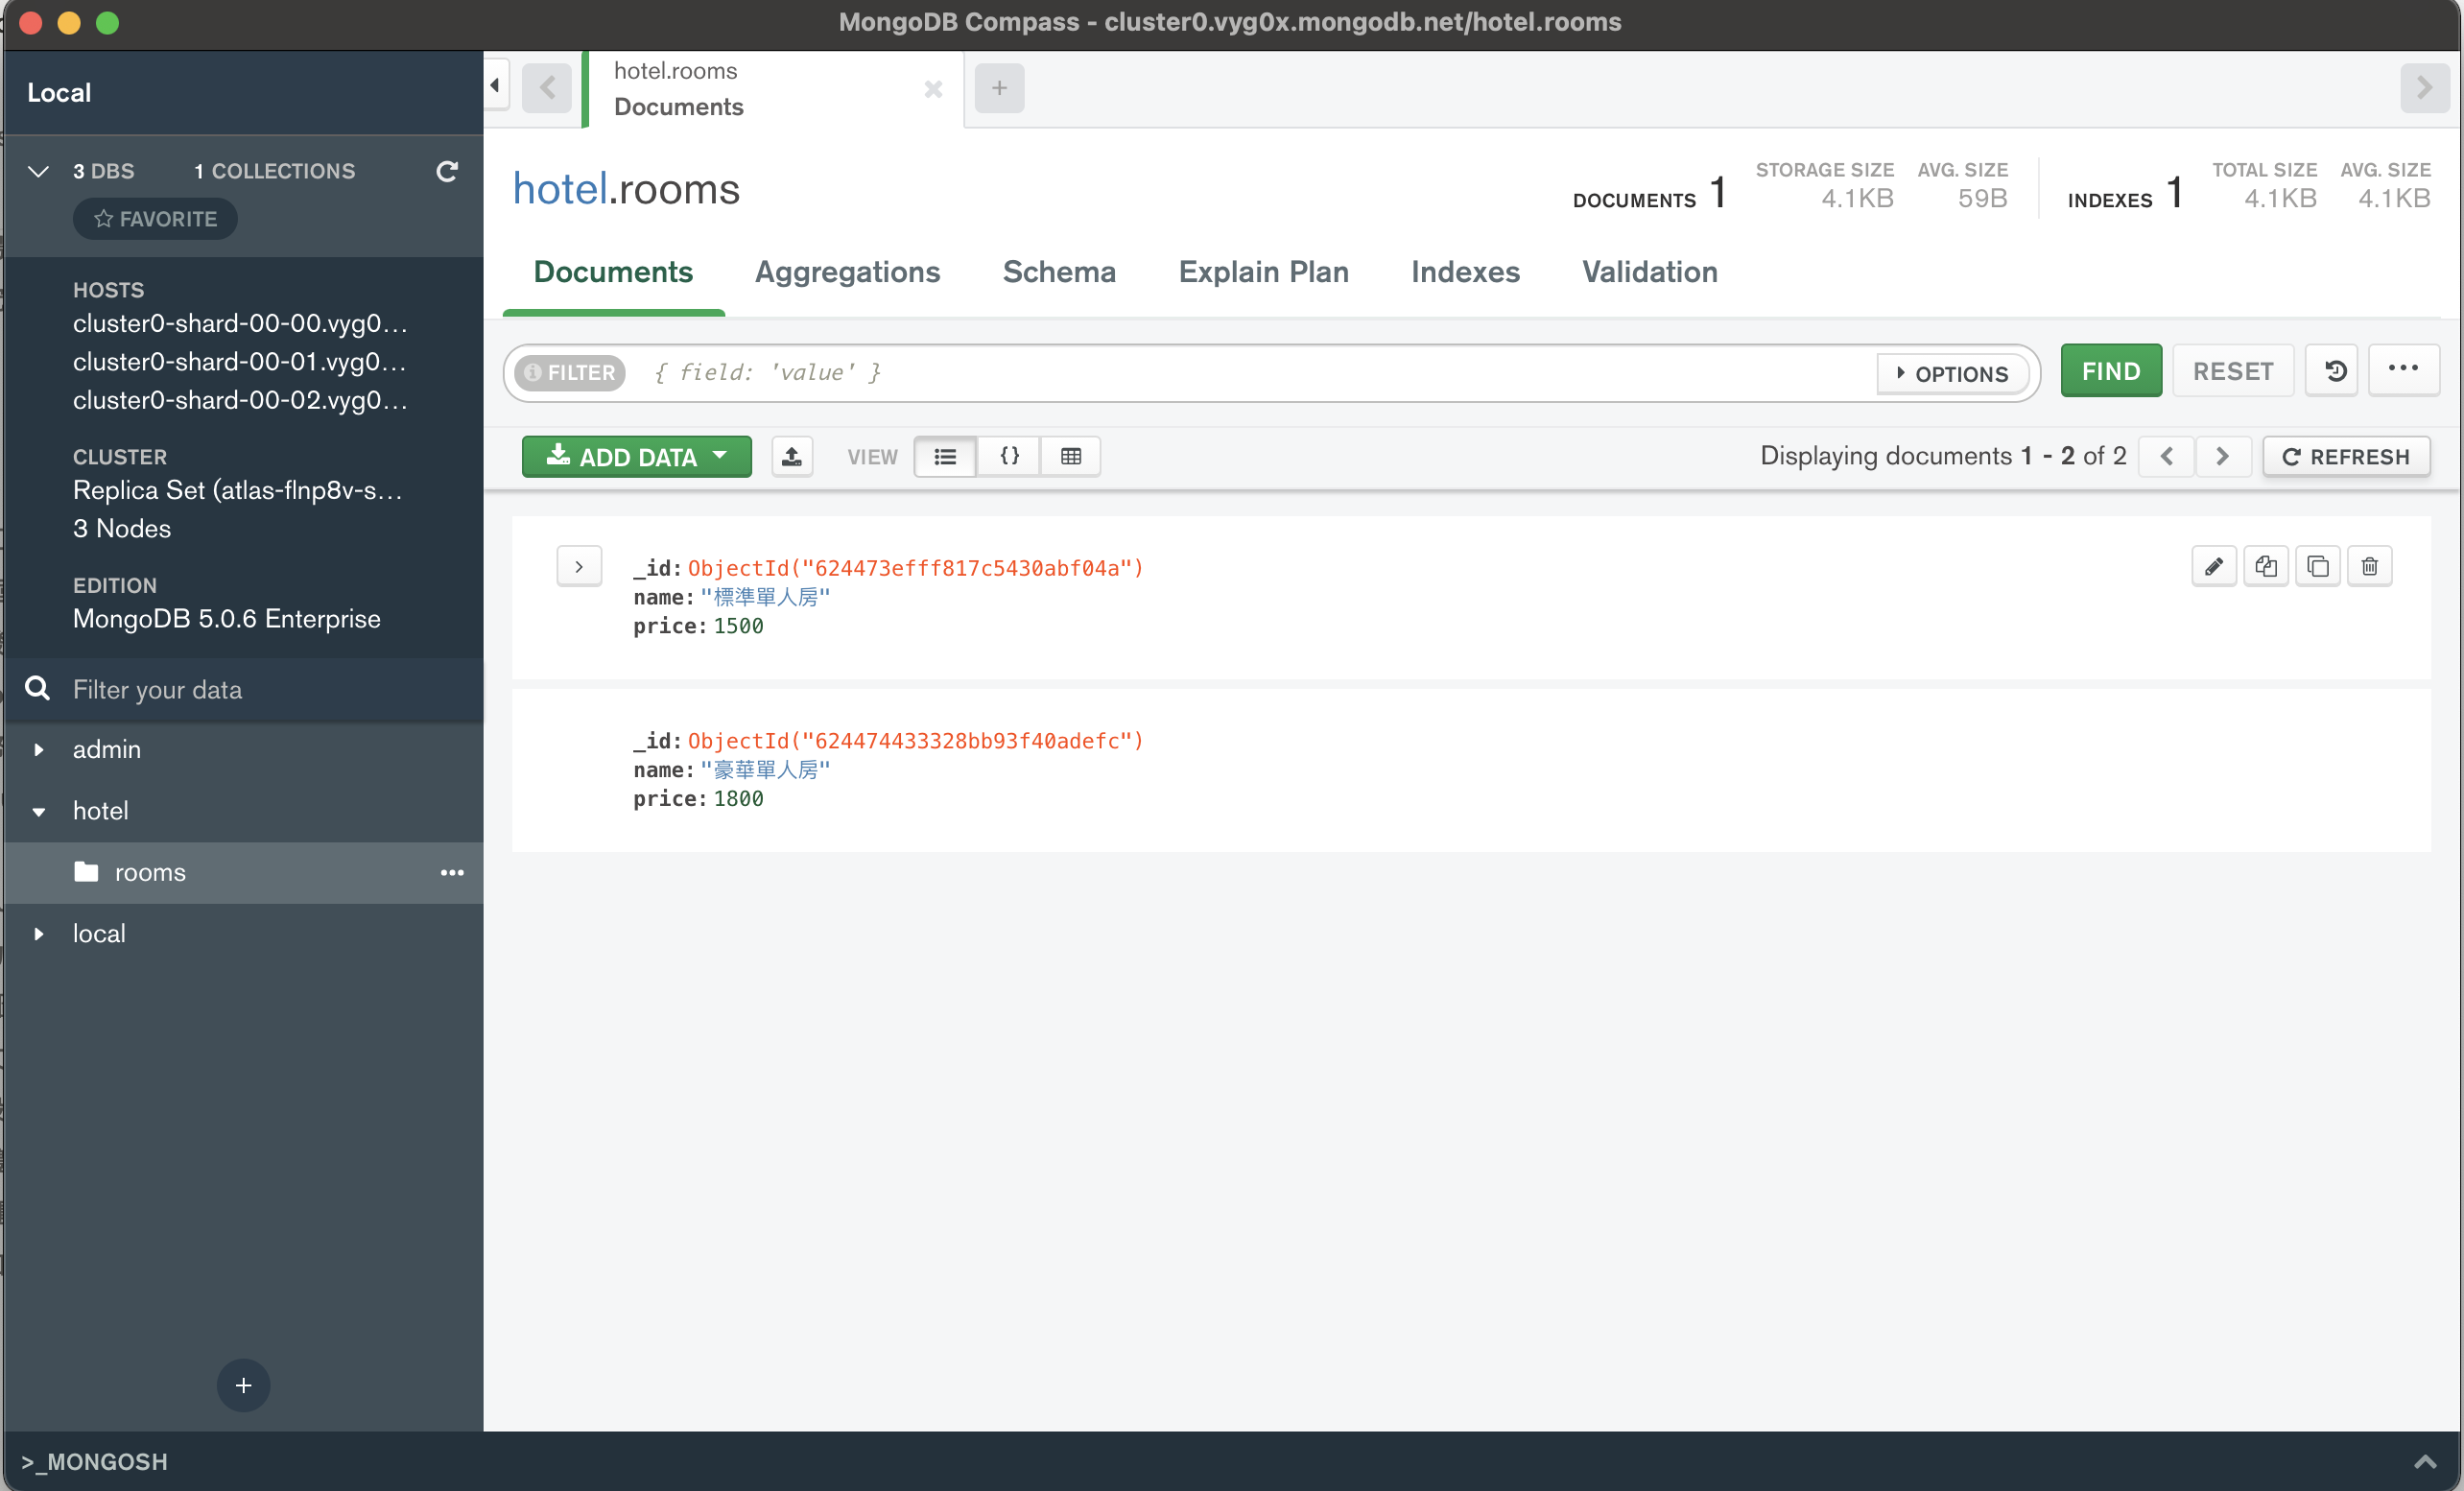 MongoDB Compass - cluster0.vyg0x.mongodb.net/hotel.rooms
Local
3 DBS 1 COLLECTIONS
FAVORITE
HOSTS
cluster0-shard-00-00.vyg0...
cluster0-shard-00-01.vyg0...
cluster0-shard-00-02.vyg0...
CLUSTER
Replica Set (atlas-flnp8v-s...
3 Nodes
EDITION
MongoDB 5.0.6 Enterprise
Filter your data
admin
hotel
rooms
local
hotel.rooms
Documents
hotel.rooms
DOCUMENTS 1
STORAGE SIZE
4.1KB
AVG. SIZE
59B
INDEXES 1
TOTAL SIZE
4.1KB
AVG. SIZE
4.1KB
Documents Aggregations Schema Explain Plan Indexes Validation
FILTER { field: 'value' } OPTIONS FIND RESET
ADD DATA VIEW {} Displaying documents 1 - 2 of 2 REFRESH
_id: ObjectId("624473efff817c5430abf04a")
name: "標準單人房"
price: 1500
_id: ObjectId("624474433328bb93f40adefc")
name: "豪華單人房"
price: 1800
>_MONGOSH